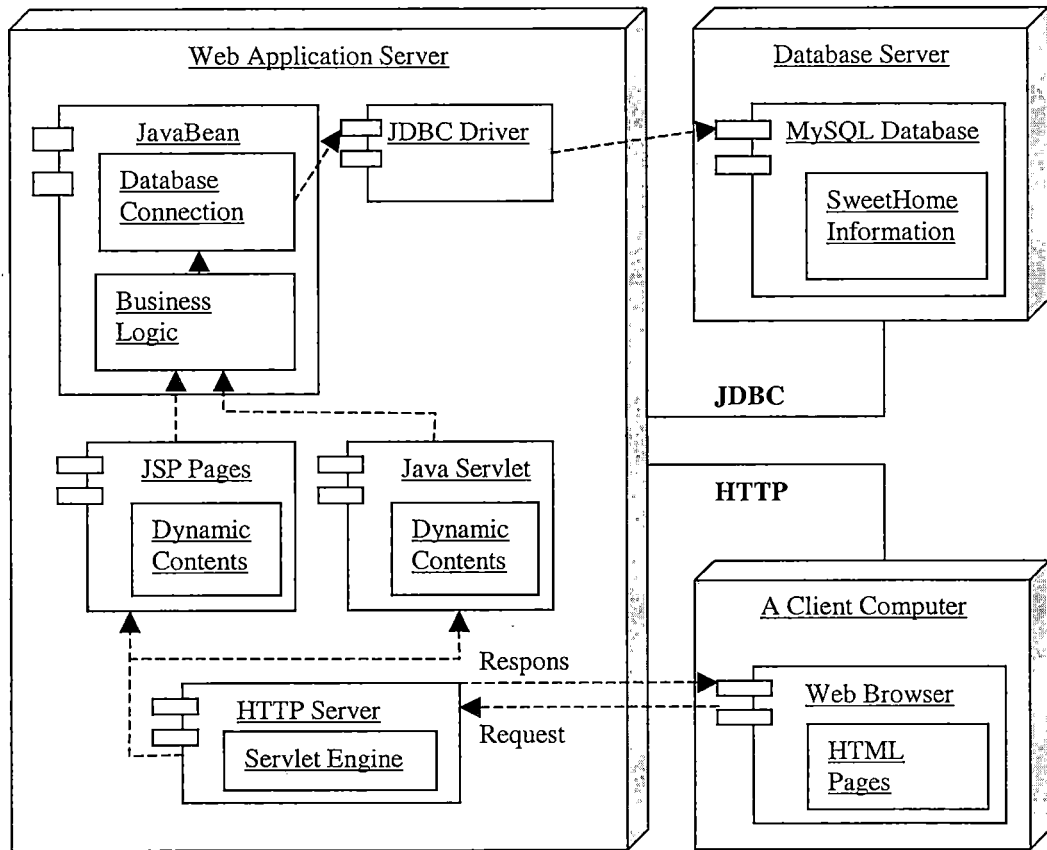 Web Application Server
JavaBean
Database
Connection
Business
Logic
JDBC Driver
JSP Pages
Dynamic
Contents
Java Servlet
Dynamic
Contents
HTTP Server
Servlet Engine
Respons
Request
Database Server
MySQL Database
SweetHome
Information
JDBC
HTTP
A Client Computer
Web Browser
HTML
Pages